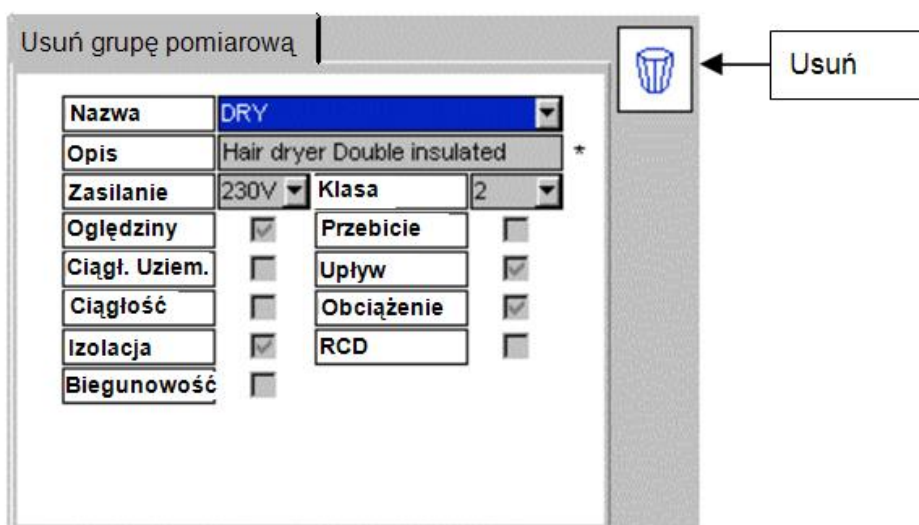 Usuń grupę pomiarową
Usuń
Nazwa DRY
Opis Hair dryer Double insulated *
Zasilanie 230V Klasa 2
Oględziny Przebicie
Ciągł. Uziem. Upływ
Ciągłość Obciążenie
Izolacja RCD
Biegunowość